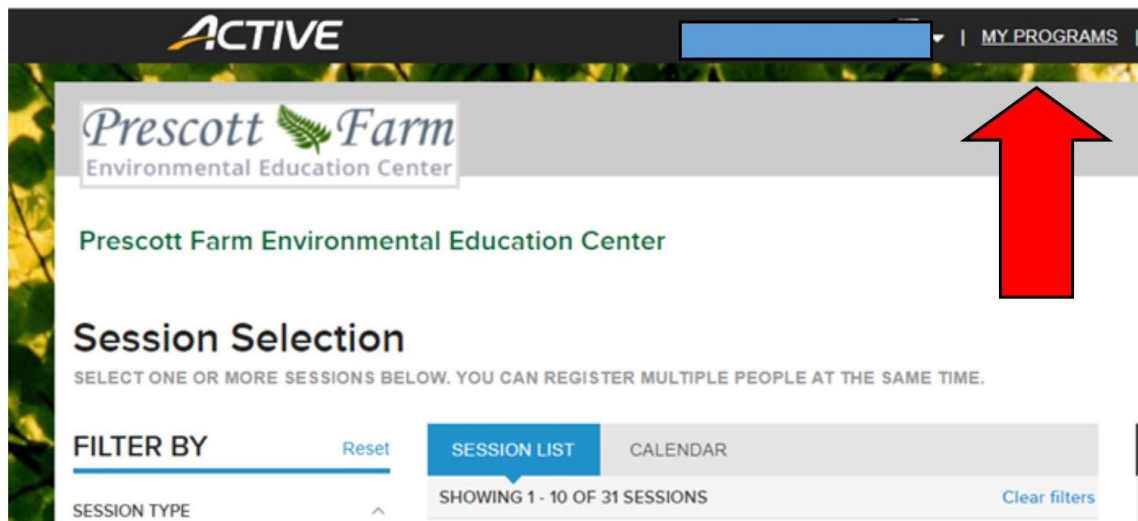 ACTIVE
| MY PROGRAMS |
Prescott Farm
Environmental Education Center
Prescott Farm Environmental Education Center
Session Selection
SELECT ONE OR MORE SESSIONS BELOW. YOU CAN REGISTER MULTIPLE PEOPLE AT THE SAME TIME.
FILTER BY Reset
SESSION LIST CALENDAR
SHOWING 1 - 10 OF 31 SESSIONS Clear filters
SESSION TYPE